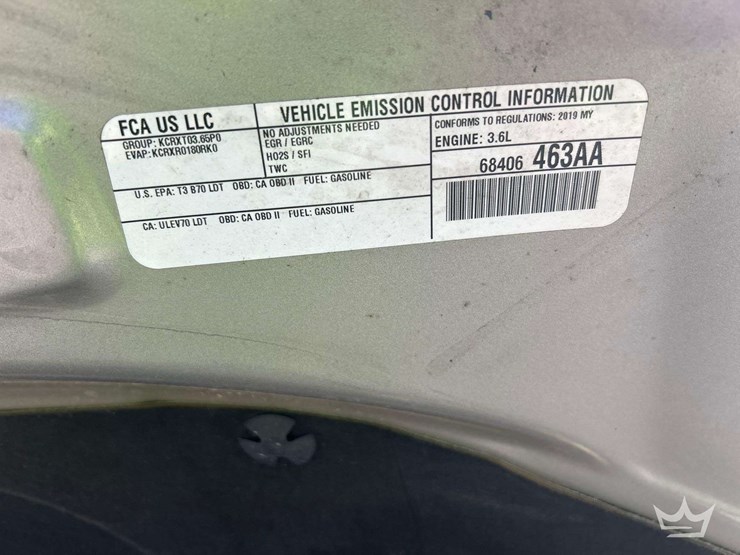 FCA US LLC
GROUP: KCRXT03.65P0
EVAP: KCRXR0180RK0
VEHICLE EMISSION CONTROL INFORMATION
NO ADJUSTMENTS NEEDED
EGR / EGRC
HO2S / SFI
TWC
CONFORMS TO REGULATIONS: 2019 MY
ENGINE: 3.6L
68406 463AA
U.S. EPA: T3 B70 LDT OBD: CA OBD II FUEL: GASOLINE
CA: ULEV70 LDT OBD: CA OBD II FUEL: GASOLINE